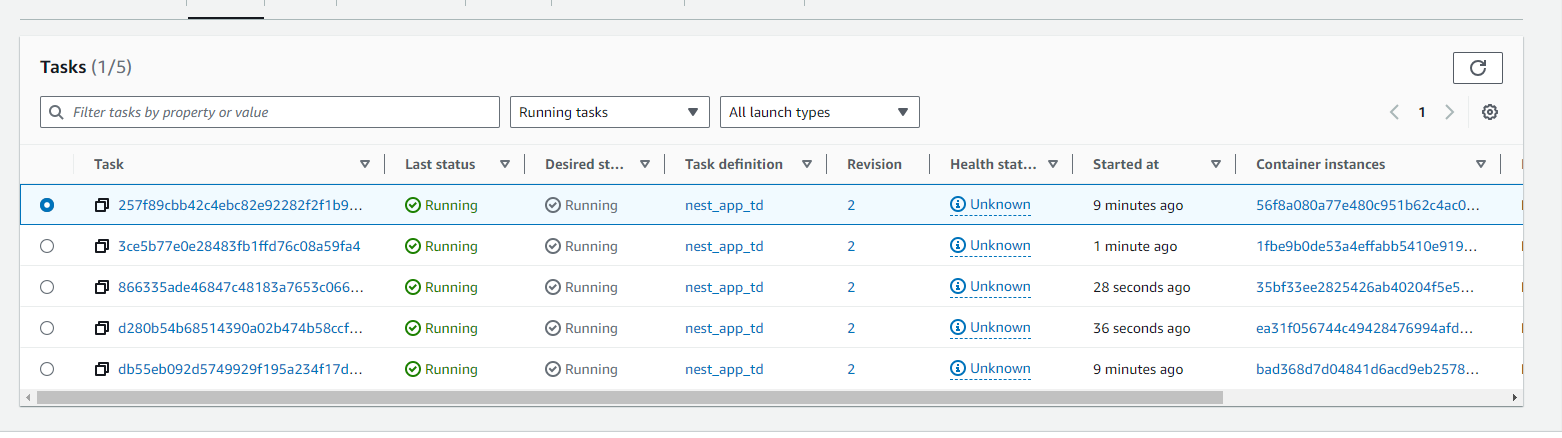 Tasks (1/5)
Filter tasks by property or value Running tasks All launch types 1
Task Last status Desired st... Task definition Revision Health stat... Started at Container instances
257f89cbb42c4ebc82e92282f2f1b9... Running Running nest_app_td 2 Unknown 9 minutes ago 56f8a080a77e480c951b62c4ac0...
3ce5b77e0e28483fb1ffd76c08a59fa4 Running Running nest_app_td 2 Unknown 1 minute ago 1fbe9b0de53a4effabb5410e919...
866335ade46847c48183a7653c066... Running Running nest_app_td 2 Unknown 28 seconds ago 35bf33ee2825426ab40204f5e5...
d280b54b68514390a02b474b58ccf... Running Running nest_app_td 2 Unknown 36 seconds ago ea31f056744c49428476994afd...
db55eb092d5749929f195a234f17d... Running Running nest_app_td 2 Unknown 9 minutes ago bad368d7d04841d6acd9eb2578...